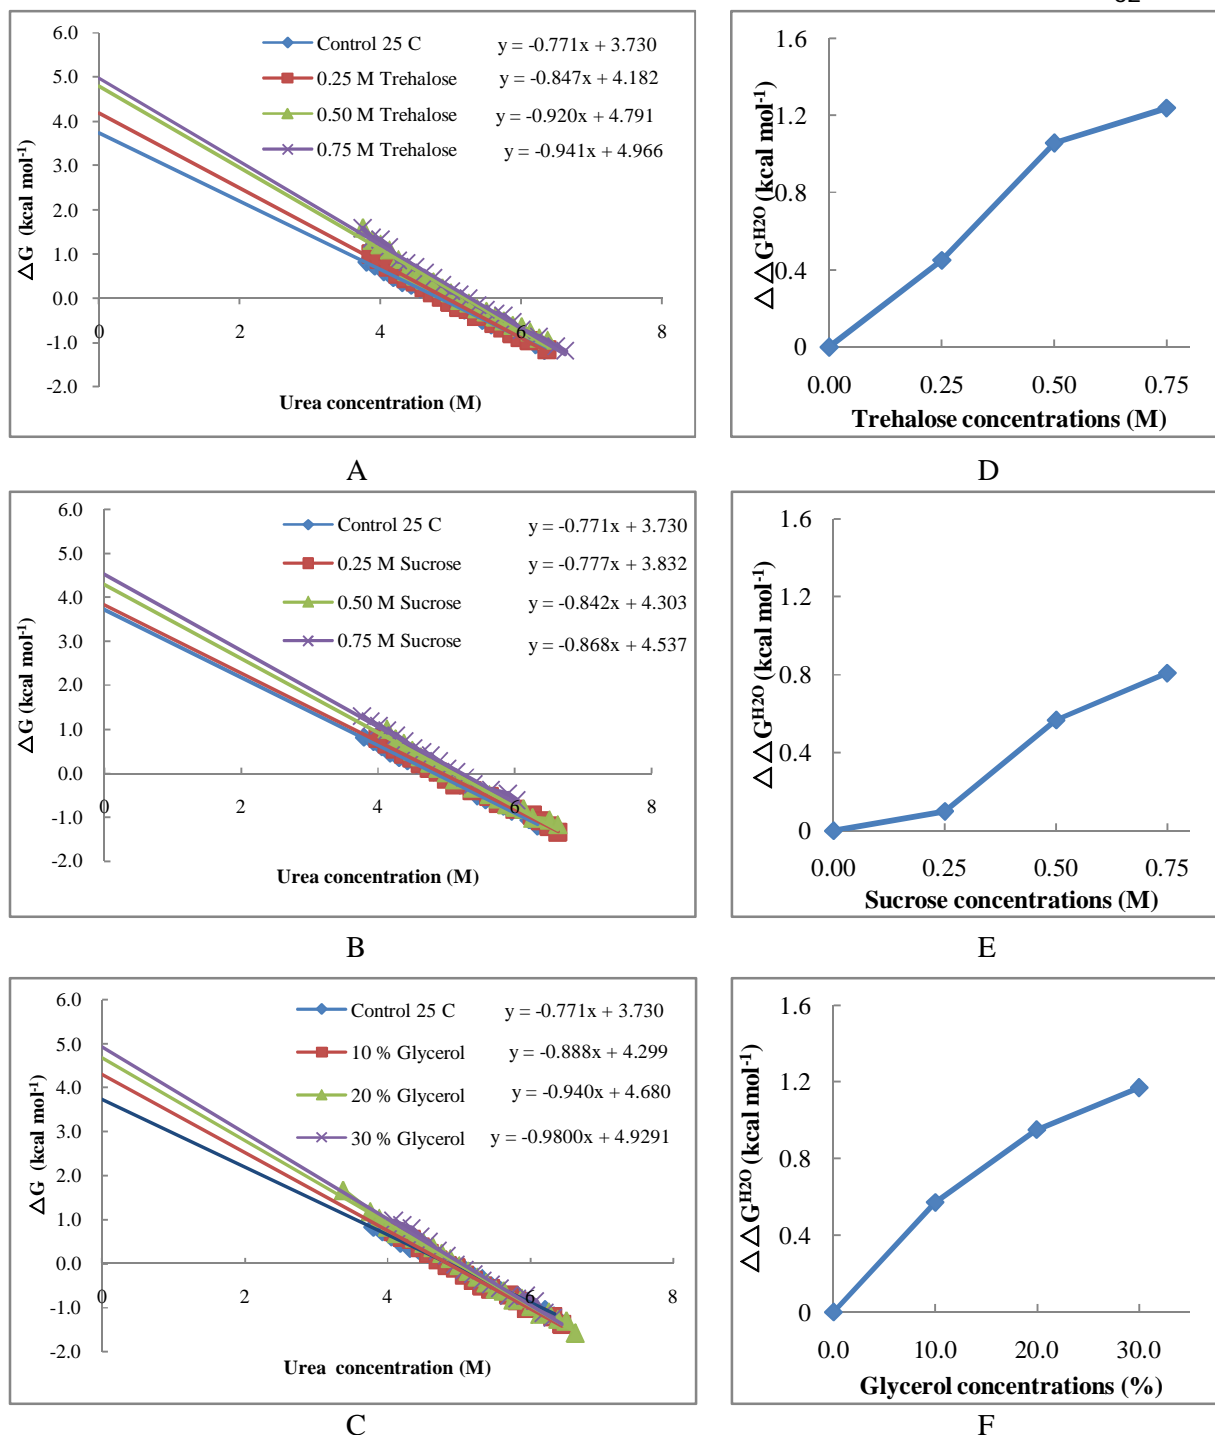 6.0
5.0
4.0
3.0
2.0
1.0
0.0
-1.0
-2.0
0
2
4
6
8
△G (kcal mol-1)
Urea concentration (M)
Control 25 C y = -0.771x + 3.730
0.25 M Trehalose y = -0.847x + 4.182
0.50 M Trehalose y = -0.920x + 4.791
0.75 M Trehalose y = -0.941x + 4.966
A
1.6
1.2
0.8
0.4
0
0.00 0.25 0.50 0.75
△△GH2O (kcal mol-1)
Trehalose concentrations (M)
D
6.0
5.0
4.0
3.0
2.0
1.0
0.0
-1.0
-2.0
0
2
4
6
8
△G (kcal mol-1)
Urea concentration (M)
Control 25 C y = -0.771x + 3.730
0.25 M Sucrose y = -0.777x + 3.832
0.50 M Sucrose y = -0.842x + 4.303
0.75 M Sucrose y = -0.868x + 4.537
B
1.6
1.2
0.8
0.4
0
0.00 0.25 0.50 0.75
△△GH2O (kcal mol-1)
Sucrose concentrations (M)
E
6.0
5.0
4.0
3.0
2.0
1.0
0.0
-1.0
-2.0
0
2
4
6
8
△G (kcal mol-1)
Urea concentration (M)
Control 25 C y = -0.771x + 3.730
10 % Glycerol y = -0.888x + 4.299
20 % Glycerol y = -0.940x + 4.680
30 % Glycerol y = -0.9800x + 4.9291
C
1.6
1.2
0.8
0.4
0
0.0 10.0 20.0 30.0
△△GH2O (kcal mol-1)
Glycerol concentrations (%)
F